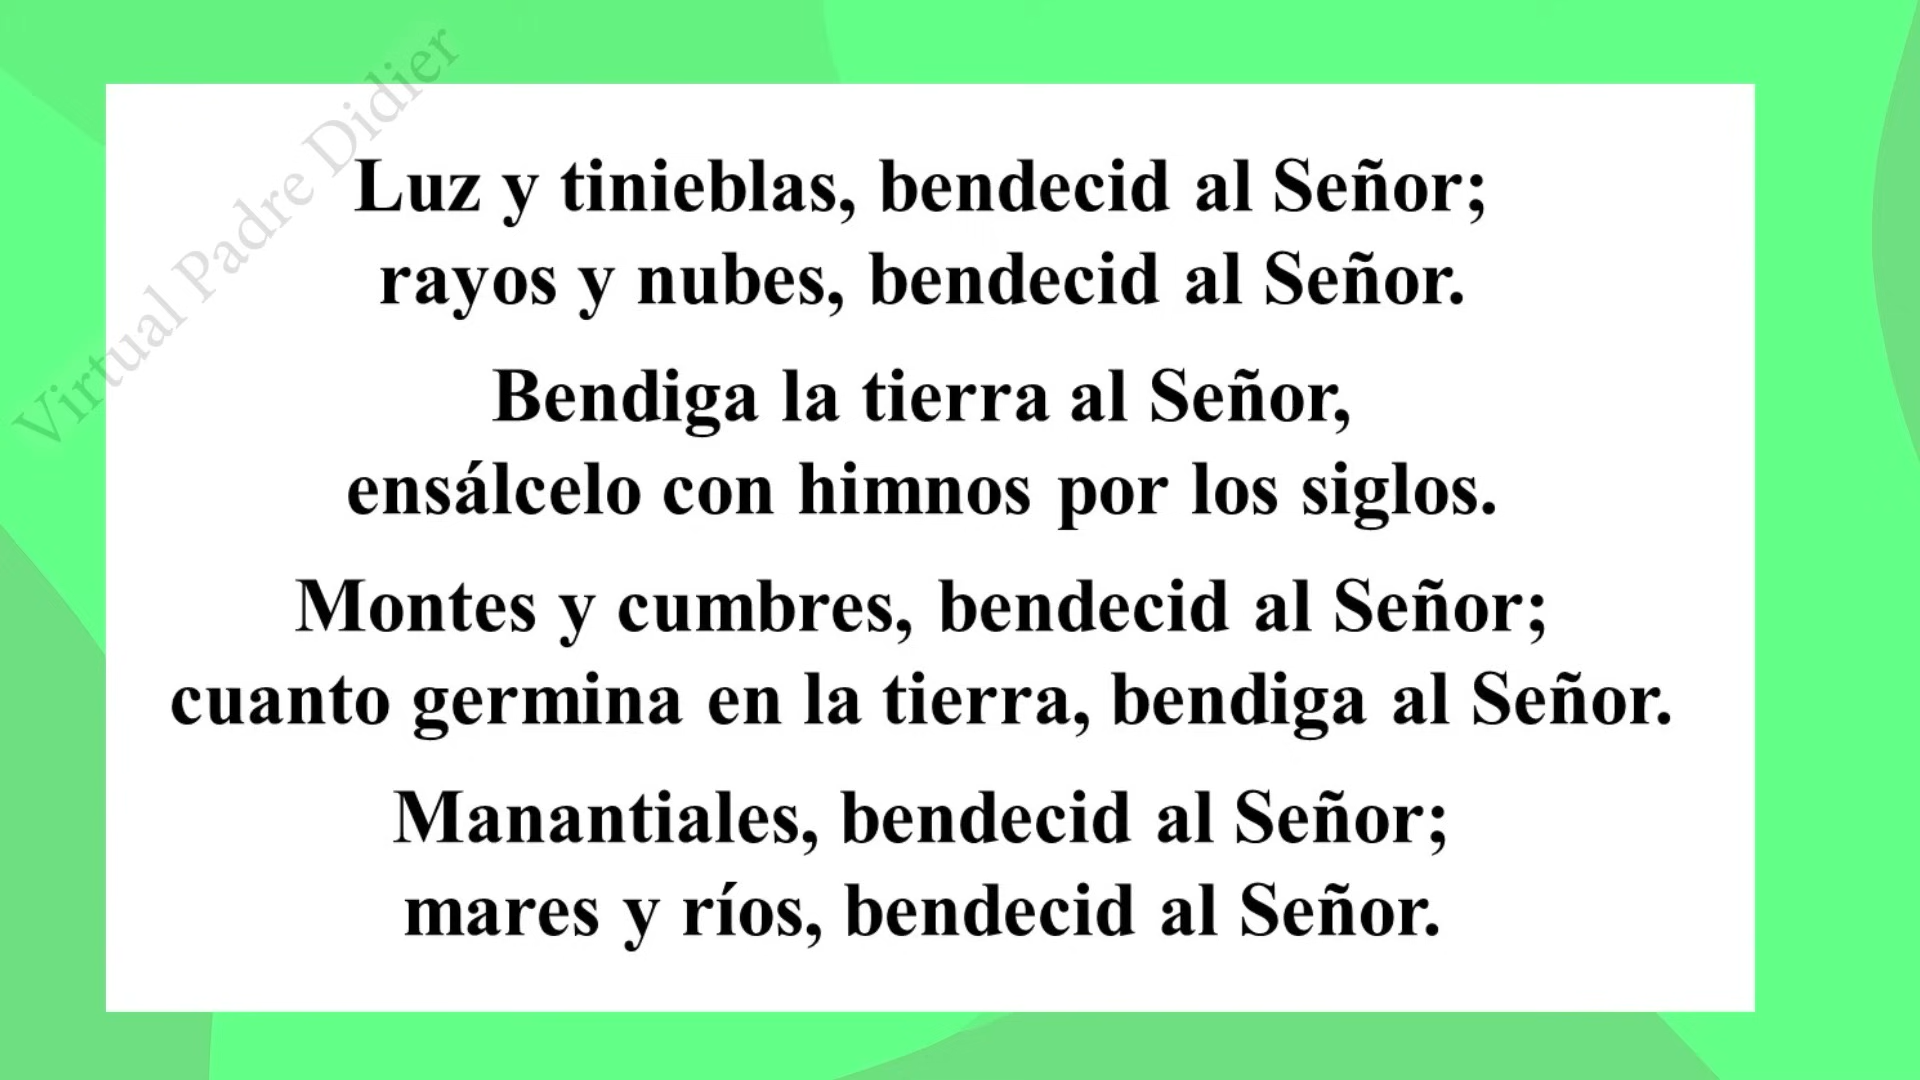 Virtual Padre Didier
Luz y tinieblas, bendecid al Señor;
rayos y nubes, bendecid al Señor.
Bendiga la tierra al Señor,
ensálcelo con himnos por los siglos.
Montes y cumbres, bendecid al Señor;
cuanto germina en la tierra, bendiga al Señor.
Manantiales, bendecid al Señor;
mares y ríos, bendecid al Señor.